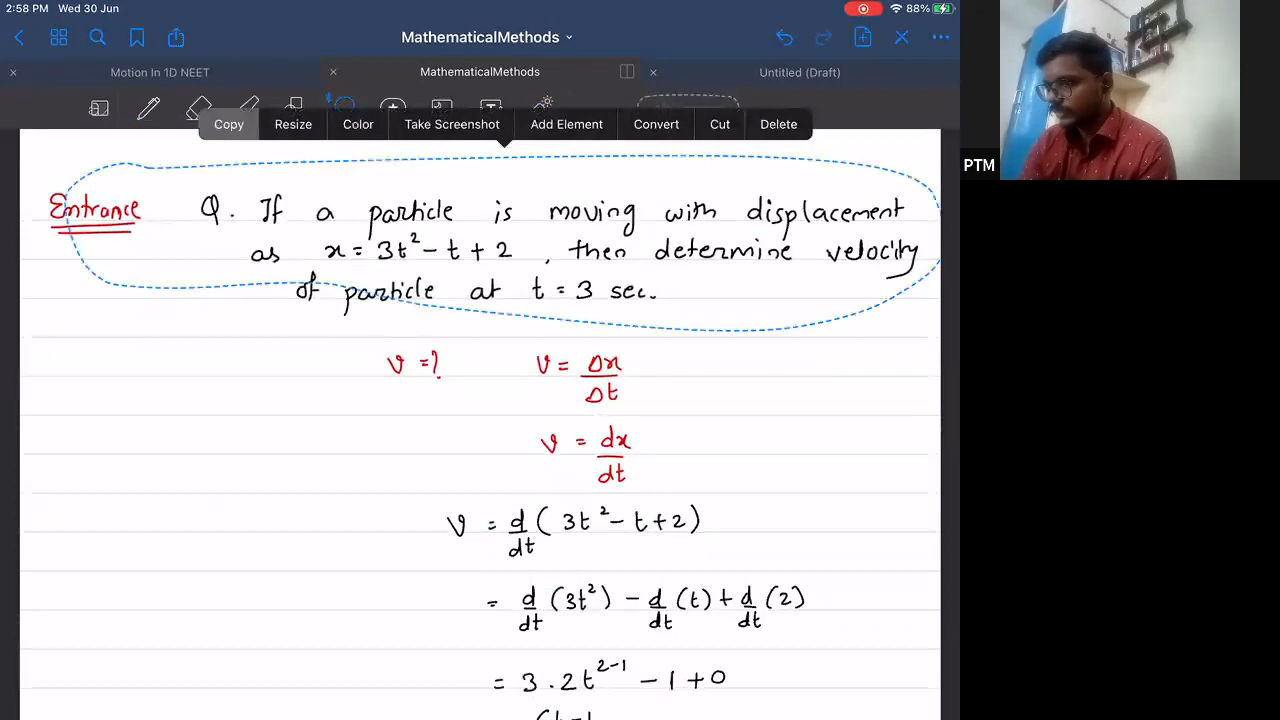 2:58 PM Wed 30 Jun
88%
MathematicalMethods
Motion In 1D NEET
MathematicalMethods
Untitled (Draft)
Copy Resize Color Take Screenshot Add Element Convert Cut Delete
PTM
Entrance Q. If a particle is moving with displacement
as x = 3t² - t + 2 , then determine velocity
of particle at t = 3 sec.
v = ? v = Δx/Δt
v = dx/dt
v = d/dt ( 3t² - t + 2 )
= d/dt (3t²) - d/dt (t) + d/dt (2)
= 3 . 2t²⁻¹ - 1 + 0